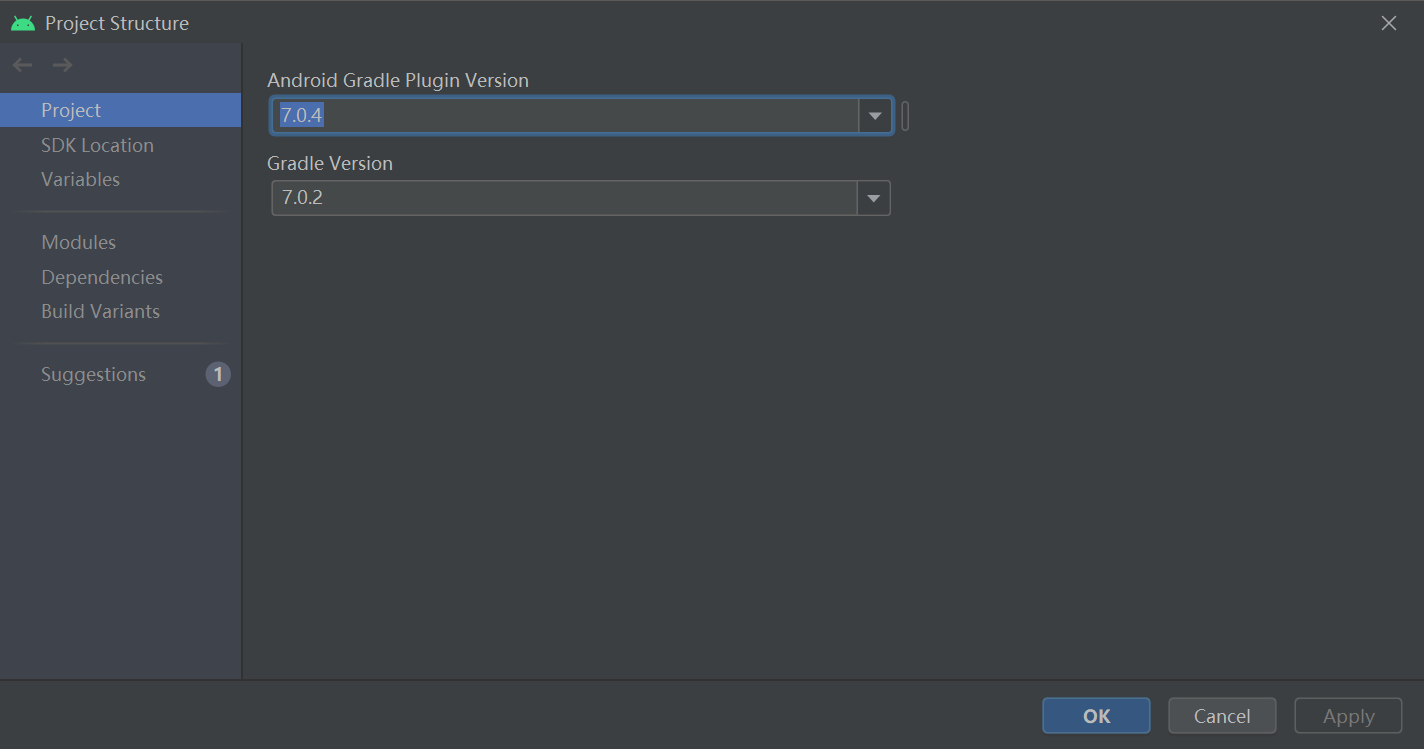 Project Structure
Project
SDK Location
Variables
Modules
Dependencies
Build Variants
Suggestions 1
Android Gradle Plugin Version
7.0.4
Gradle Version
7.0.2
OK Cancel Apply